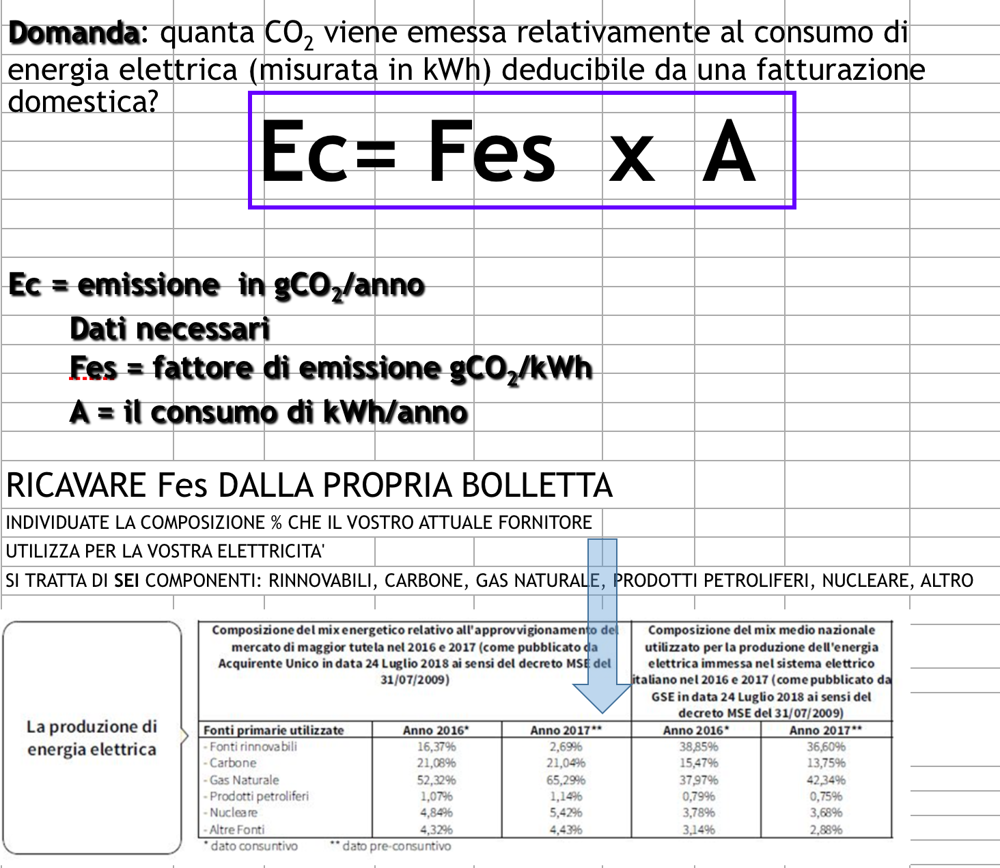 Domanda: quanta CO2 viene emessa relativamente al consumo di
energia elettrica (misurata in kWh) deducibile da una fatturazione
domestica?
Ec= Fes x A
Ec = emissione in gCO2/anno
Dati necessari
Fes = fattore di emissione gCO2/kWh
A = il consumo di kWh/anno
RICAVARE Fes DALLA PROPRIA BOLLETTA
INDIVIDUATE LA COMPOSIZIONE % CHE IL VOSTRO ATTUALE FORNITORE
UTILIZZA PER LA VOSTRA ELETTRICITA'
SI TRATTA DI SEI COMPONENTI: RINNOVABILI, CARBONE, GAS NATURALE, PRODOTTI PETROLIFERI, NUCLEARE, ALTRO
La produzione di
energia elettrica
Composizione del mix energetico relativo all'approvvigionamento del
mercato di maggior tutela nel 2016 e 2017 (come pubblicato da
Acquirente Unico in data 24 Luglio 2018 ai sensi del decreto MSE del
31/07/2009)
Composizione del mix medio nazionale
utilizzato per la produzione dell'energia
elettrica immessa nel sistema elettrico
italiano nel 2016 e 2017 (come pubblicato da
GSE in data 24 Luglio 2018 ai sensi del
decreto MSE del 31/07/2009)
Fonti primarie utilizzate Anno 2016* Anno 2017** Anno 2016* Anno 2017**
- Fonti rinnovabili 16,37% 2,69% 38,85% 36,60%
- Carbone 21,08% 21,04% 15,47% 13,75%
- Gas Naturale 52,32% 65,29% 37,97% 42,34%
- Prodotti petroliferi 1,07% 1,14% 0,79% 0,75%
- Nucleare 4,84% 5,42% 3,78% 3,68%
- Altre Fonti 4,32% 4,43% 3,14% 2,88%
* dato consuntivo ** dato pre-consuntivo